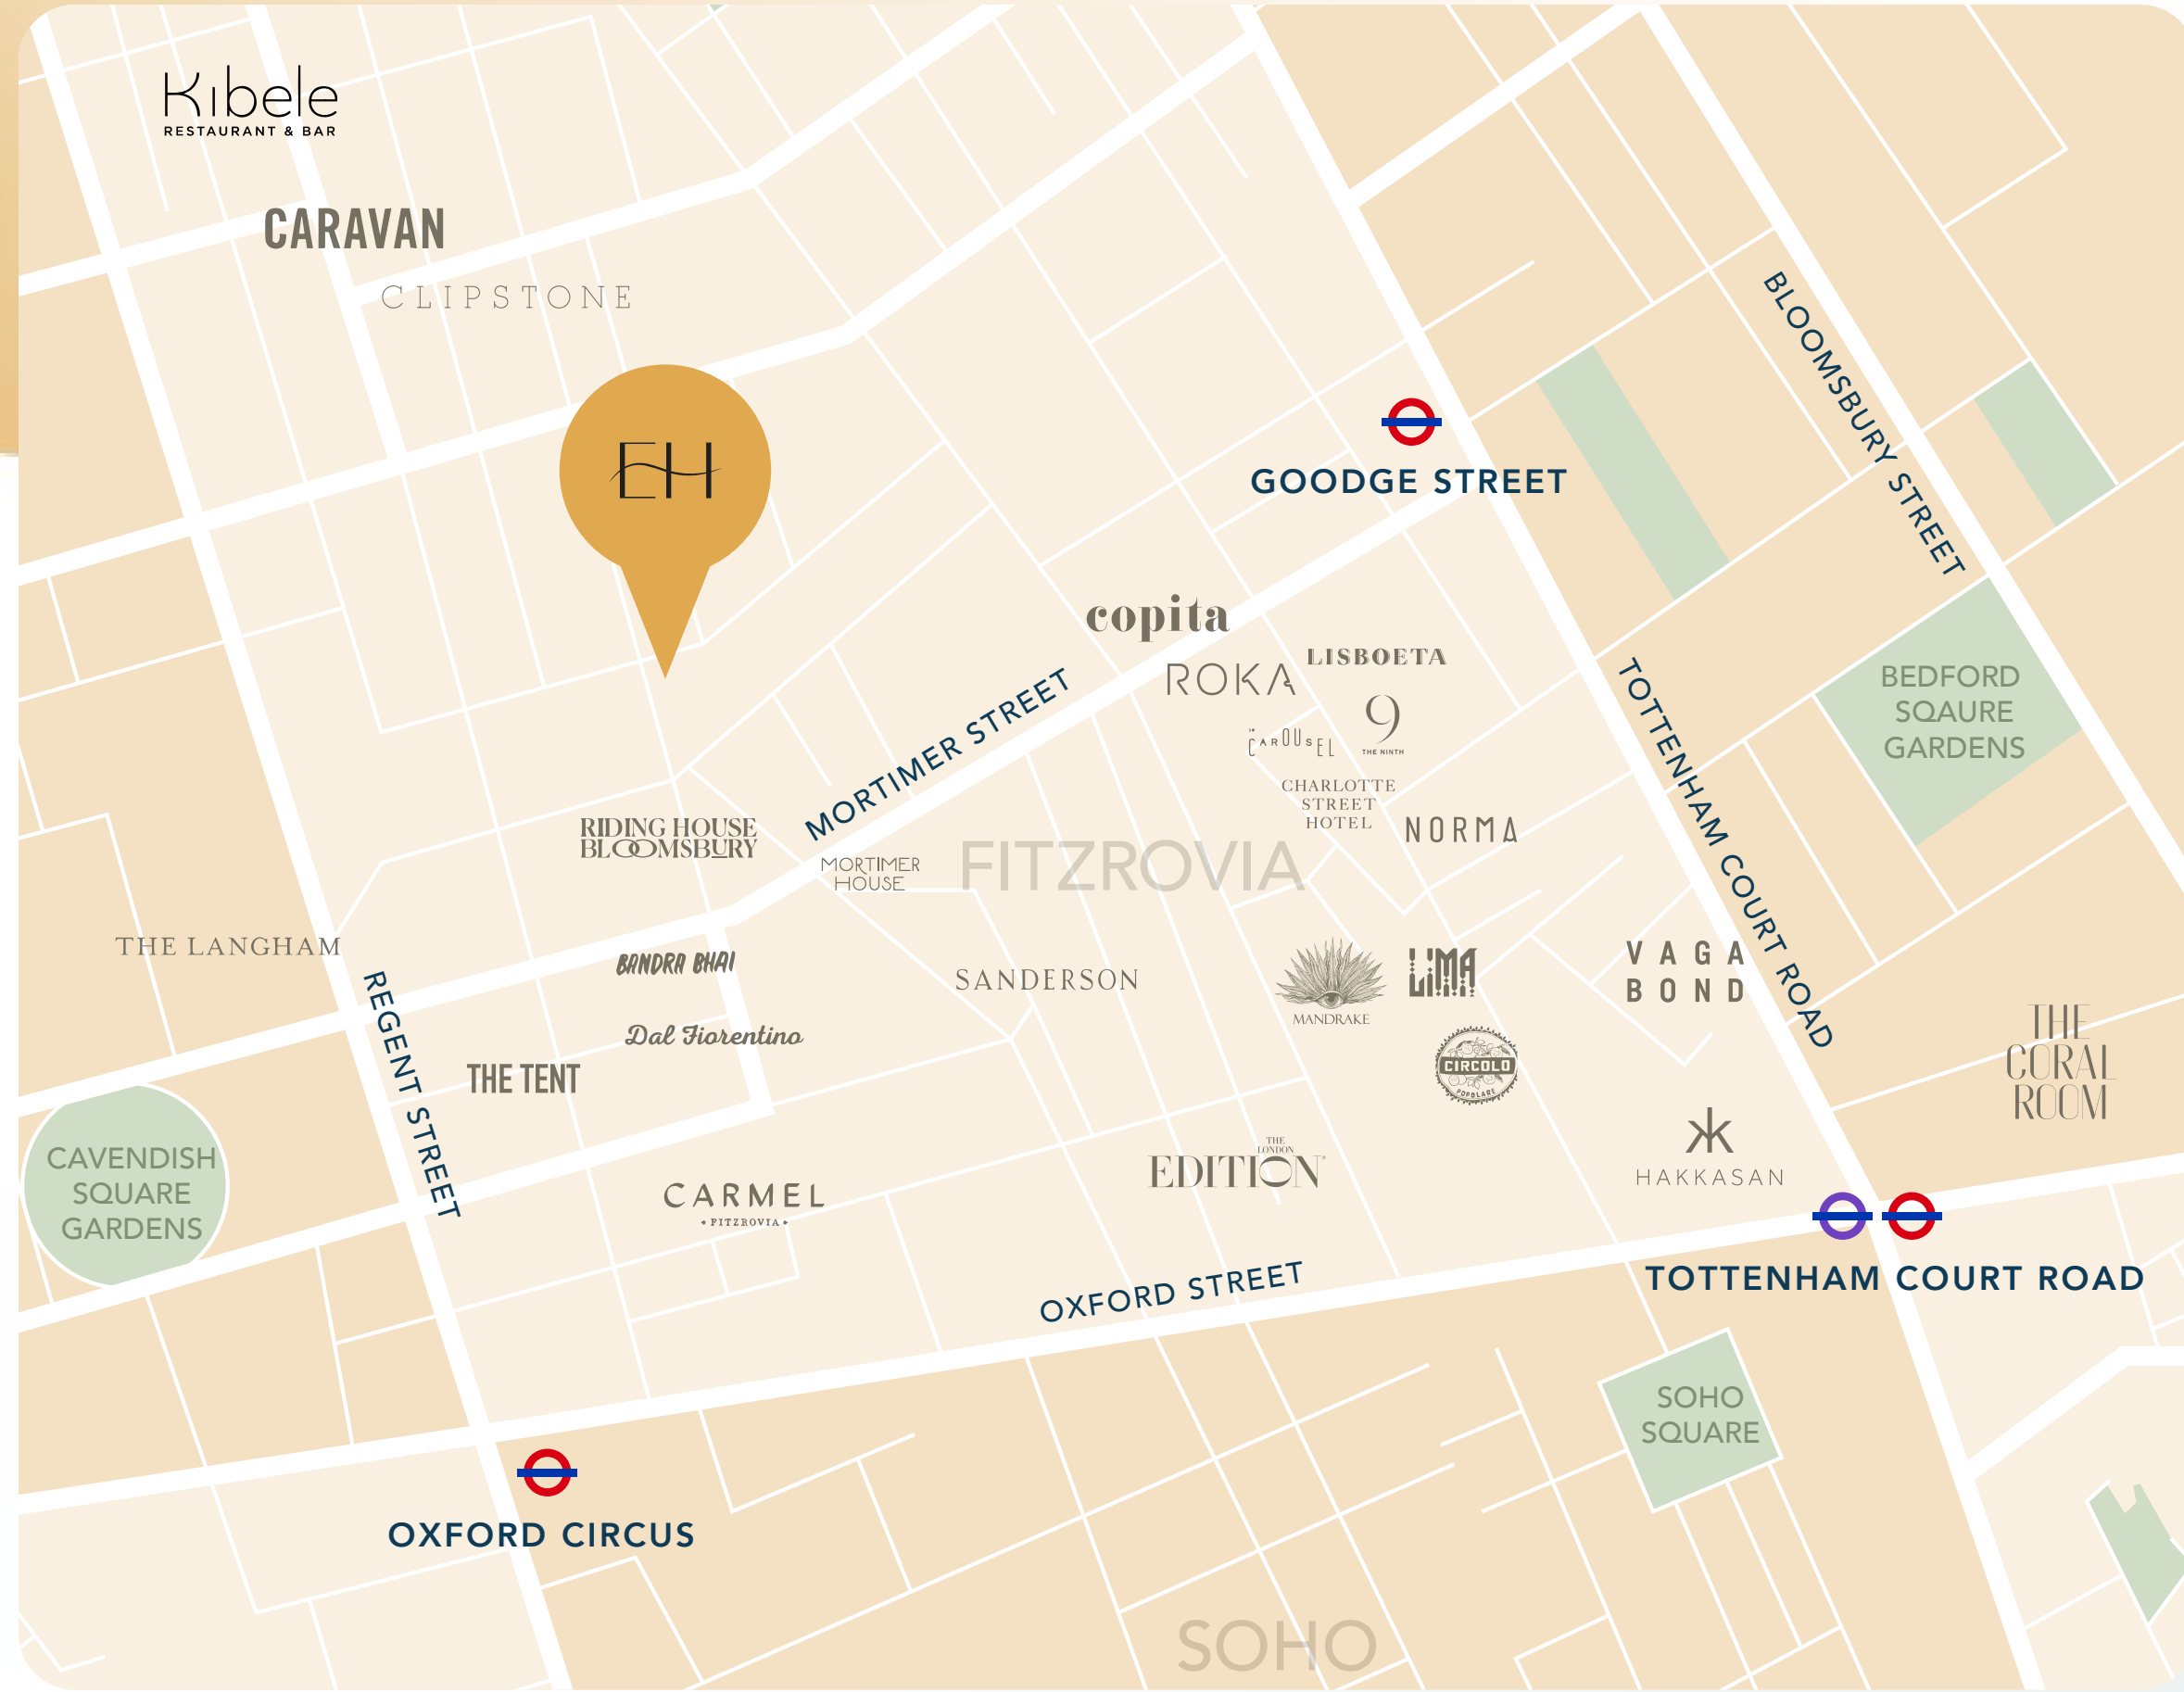 Kıbele
RESTAURANT & BAR
CARAVAN
CLIPSTONE
EH
BLOOMSBURY STREET
GOODGE STREET
copita
LISBOETA
ROKA
9
THE NINTH
CAROUSEL
MORTIMER STREET
TOTTENHAM COURT ROAD
BEDFORD
SQAURE
GARDENS
CHARLOTTE
STREET
HOTEL
NORMA
RIDING HOUSE
BLOOMSBURY
MORTIMER
HOUSE
FITZROVIA
THE LANGHAM
BANDRA BHAI
SANDERSON
MANDRAKE
LIMA
VAGA
BOND
REGENT STREET
Dal Fiorentino
THE TENT
CIRCOLO
POPOLARE
THE
CORAL
ROOM
CAVENDISH
SQUARE
GARDENS
CARMEL
FITZROVIA
THE
LONDON
EDITION
HAKKASAN
OXFORD STREET
TOTTENHAM COURT ROAD
SOHO
SQUARE
OXFORD CIRCUS
SOHO